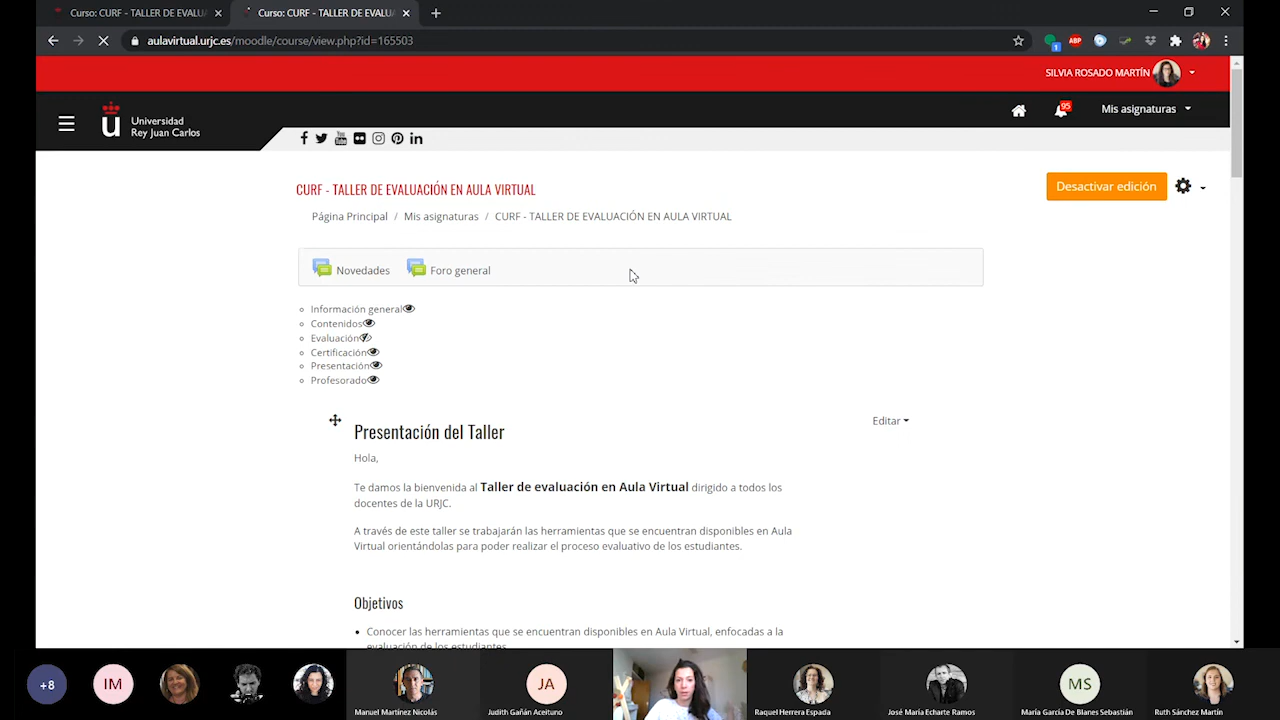 Curso: CURF - TALLER DE EVALUA
Curso: CURF - TALLER DE EVALUA
aulavirtual.urjc.es/moodle/course/view.php?id=165503
1
ABP
SILVIA ROSADO MARTÍN
Universidad
Rey Juan Carlos
95
Mis asignaturas
CURF - TALLER DE EVALUACIÓN EN AULA VIRTUAL
Desactivar edición
Página Principal / Mis asignaturas / CURF - TALLER DE EVALUACIÓN EN AULA VIRTUAL
Novedades
Foro general
Información general
Contenidos
Evaluación
Certificación
Presentación
Profesorado
Editar
Presentación del Taller
Hola,
Te damos la bienvenida al Taller de evaluación en Aula Virtual dirigido a todos los
docentes de la URJC.
A través de este taller se trabajarán las herramientas que se encuentran disponibles en Aula
Virtual orientándolas para poder realizar el proceso evaluativo de los estudiantes.
Objetivos
Conocer las herramientas que se encuentran disponibles en Aula Virtual, enfocadas a la
evaluación de los estudiantes
+8
IM
JA
MS
Manuel Martínez Nicolás
Judith Gañán Aceituno
Raquel Herrera Espada
José María Echarte Ramos
María García De Blanes Sebastián
Ruth Sánchez Martín